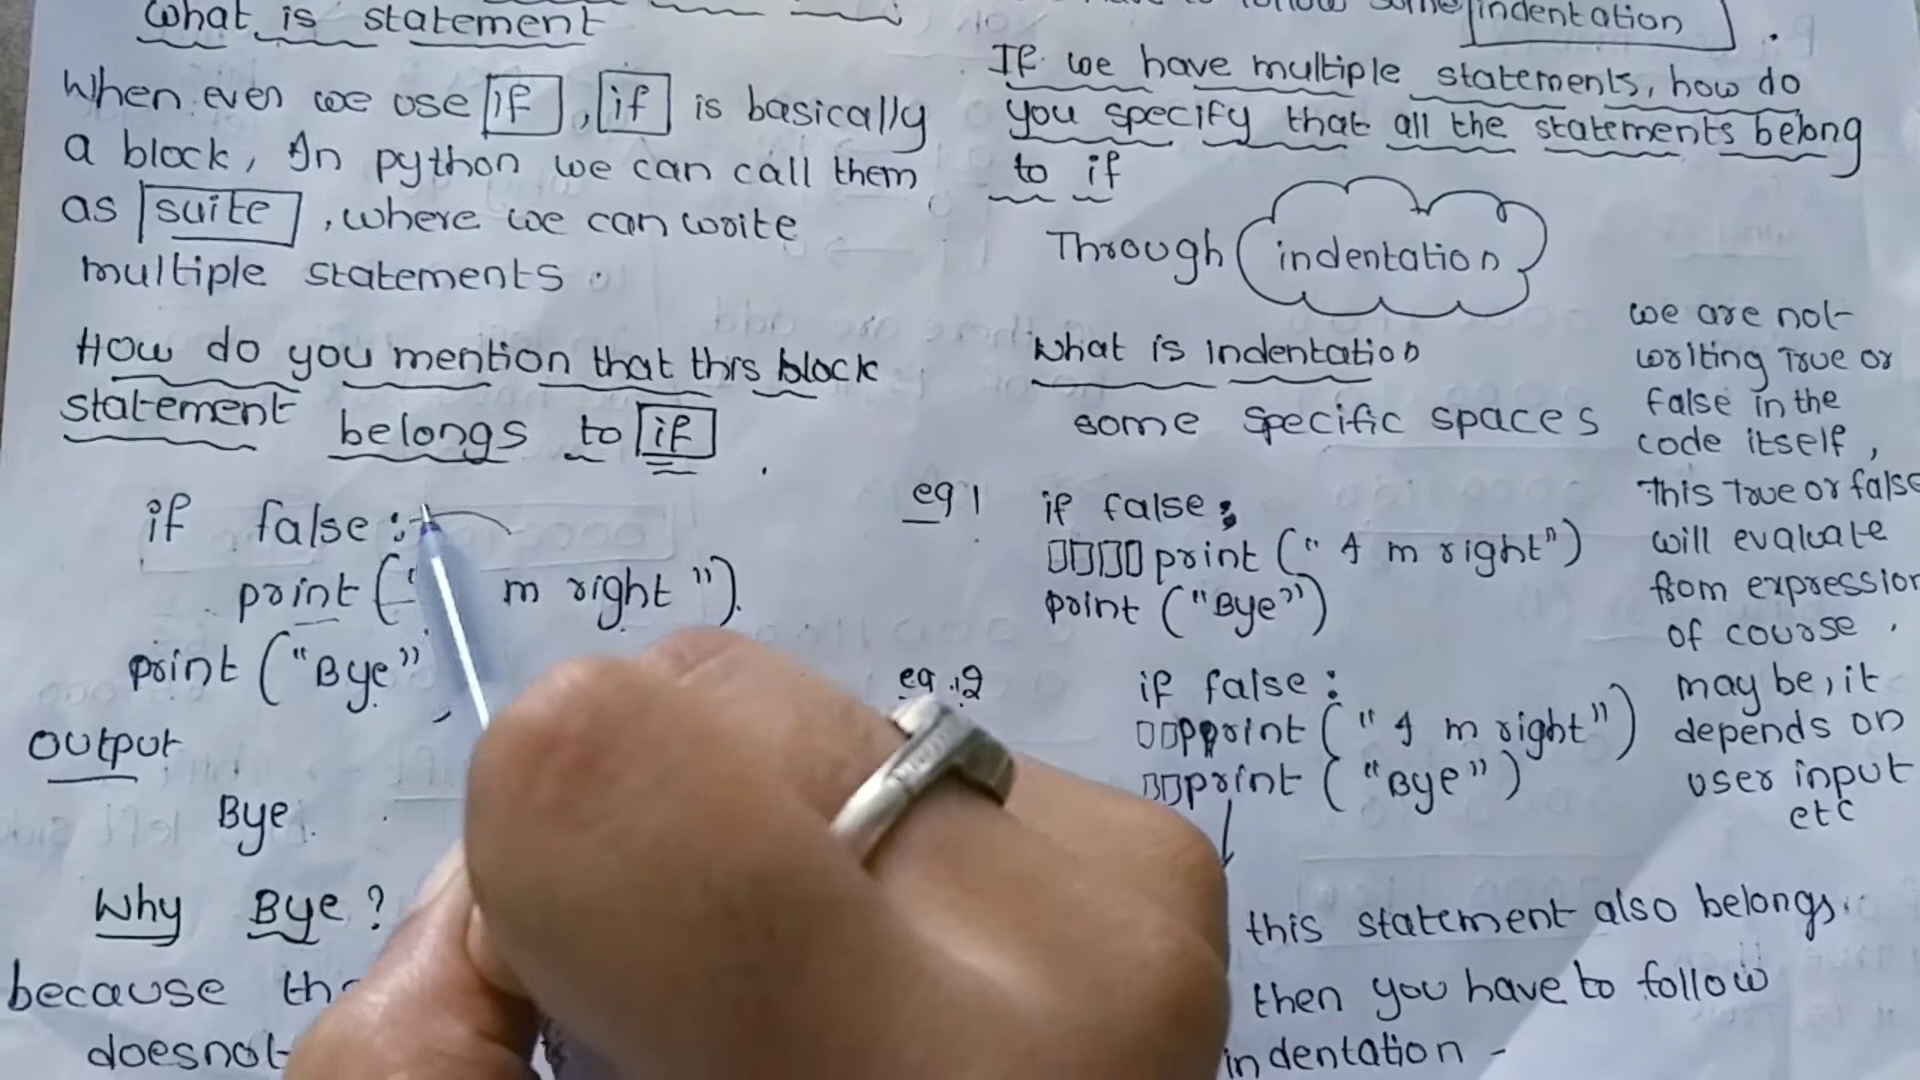 What is statement
When even we use if, if is basically
a block, In python we can call them
as suite, where we can write
multiple statements.
How do you mention that this block
statement belongs to if.
if false:
print (" m right ").
print ("Bye"
output
Bye.
Why Bye?
because
doesnot
some indentation.
If we have multiple statements, how do
you specify that all the statements belong
to if
Through indentation
What is indentation
some specific spaces
eg 1
if false:
□□□□print (" I m right")
print ("Bye")
eg.2
if false:
□□print (" I m right")
□□print ("Bye")
this statement also belongs.
then you have to follow
indentation -
we are not
writing True or
false in the
code itself,
this True or false
will evaluate
from expression
of course.
may be, it
depends on
user input
etc